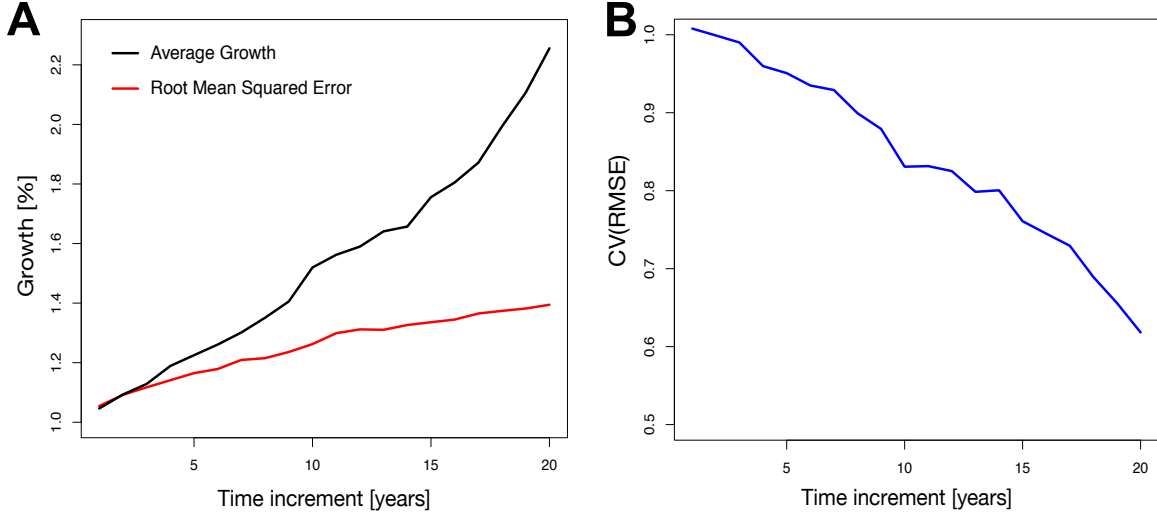 A
Average Growth
Root Mean Squared Error
Growth [%]
2.2
2.0
1.8
1.6
1.4
1.2
1.0
5
10
15
20
Time increment [years]
B
CV(RMSE)
1.0
0.9
0.8
0.7
0.6
0.5
5
10
15
20
Time increment [years]